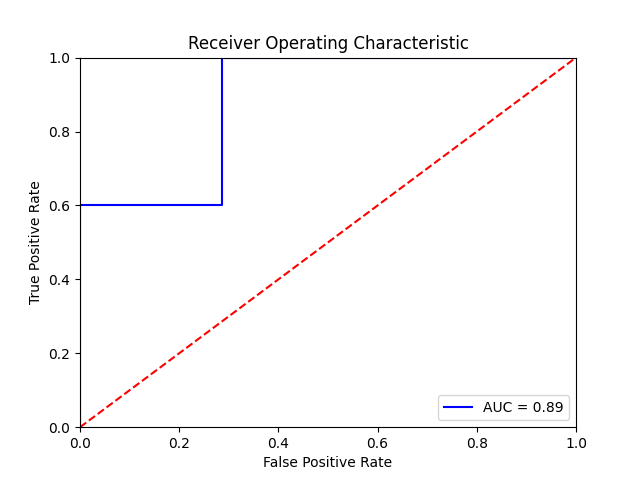 Receiver Operating Characteristic
True Positive Rate
1.0
0.8
0.6
0.4
0.2
0.0
AUC = 0.89
0.0 0.2 0.4 0.6 0.8 1.0
False Positive Rate